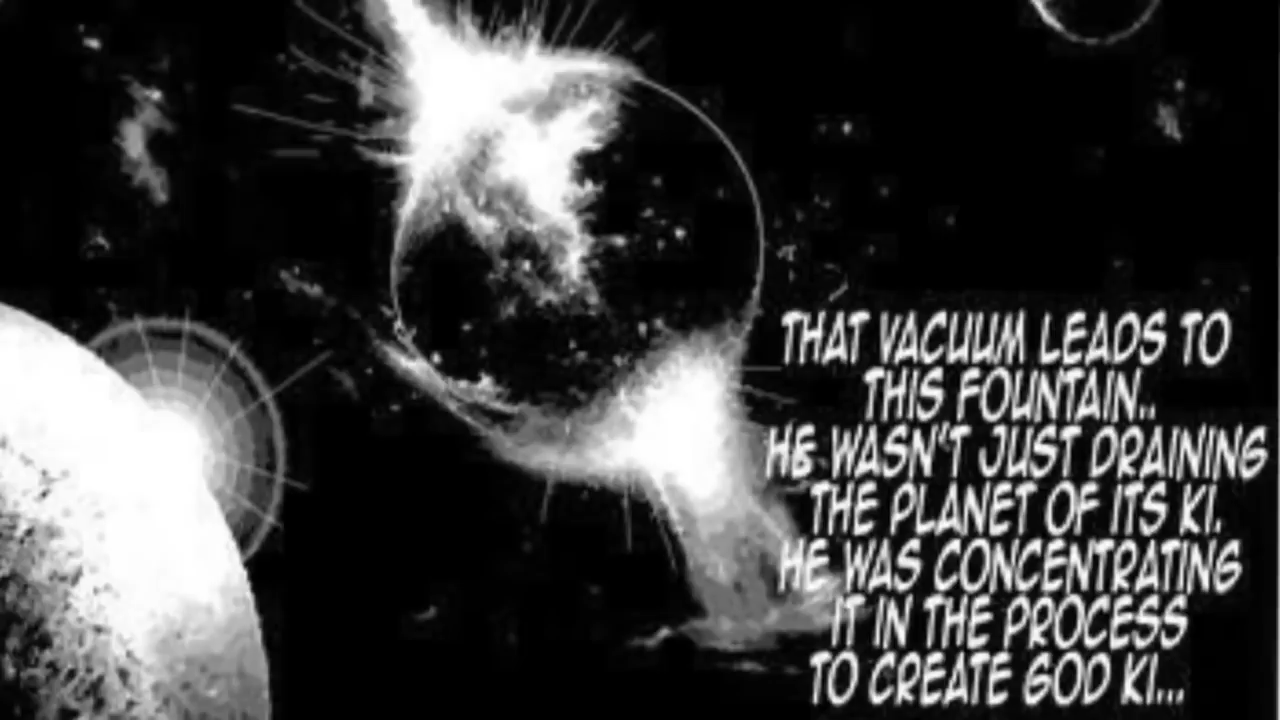 THAT VACUUM LEADS TO
THIS FOUNTAIN..
HE WASN'T JUST DRAINING
THE PLANET OF ITS KI.
HE WAS CONCENTRATING
IT IN THE PROCESS
TO CREATE GOD KI...